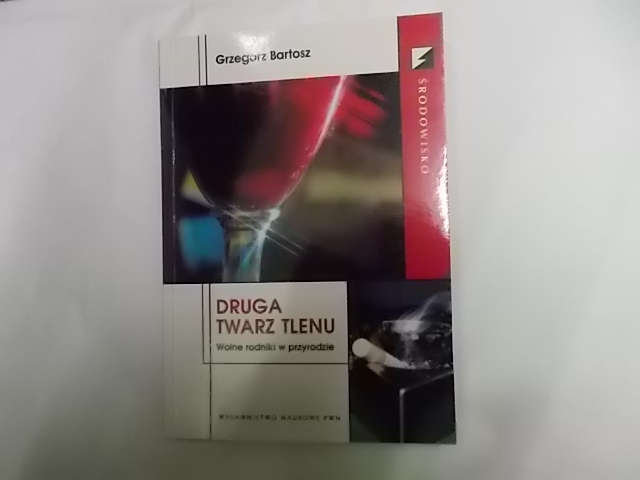 Grzegorz Bartosz
ŚRODOWISKO
DRUGA
TWARZ TLENU
Wolne rodniki w przyrodzie
WYDAWNICTWO NAUKOWE PWN